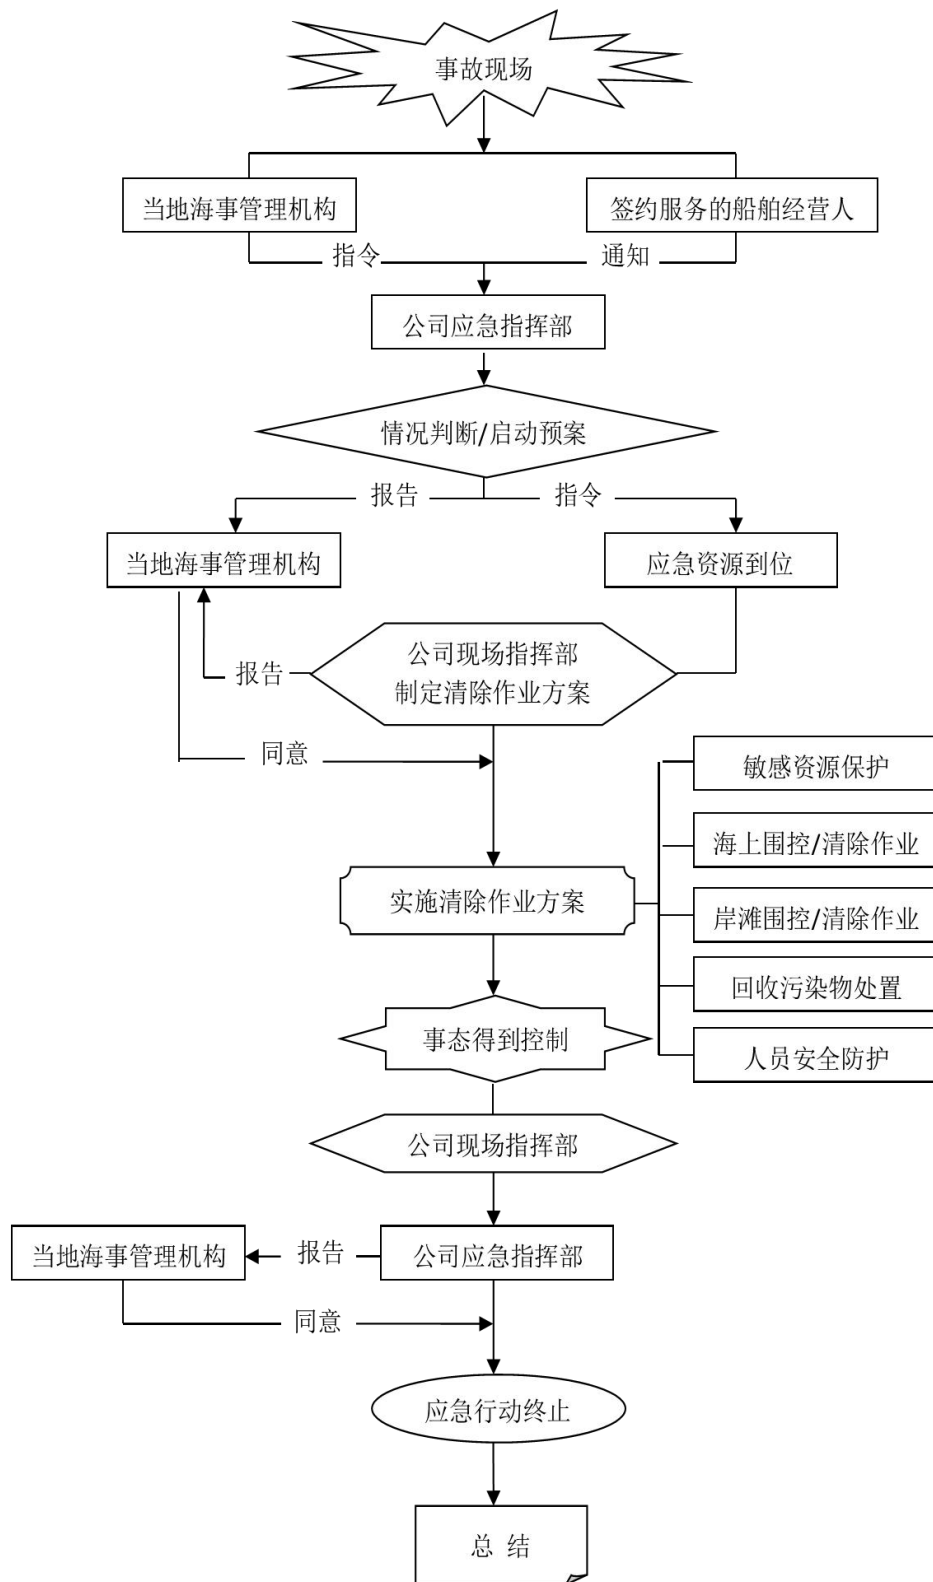 事故现场
当地海事管理机构
签约服务的船舶经营人
指令
通知
公司应急指挥部
情况判断/启动预案
报告
指令
当地海事管理机构
应急资源到位
公司现场指挥部
制定清除作业方案
报告
同意
敏感资源保护
海上围控/清除作业
实施清除作业方案
岸滩围控/清除作业
回收污染物处置
事态得到控制
人员安全防护
公司现场指挥部
当地海事管理机构
报告
公司应急指挥部
同意
应急行动终止
总 结